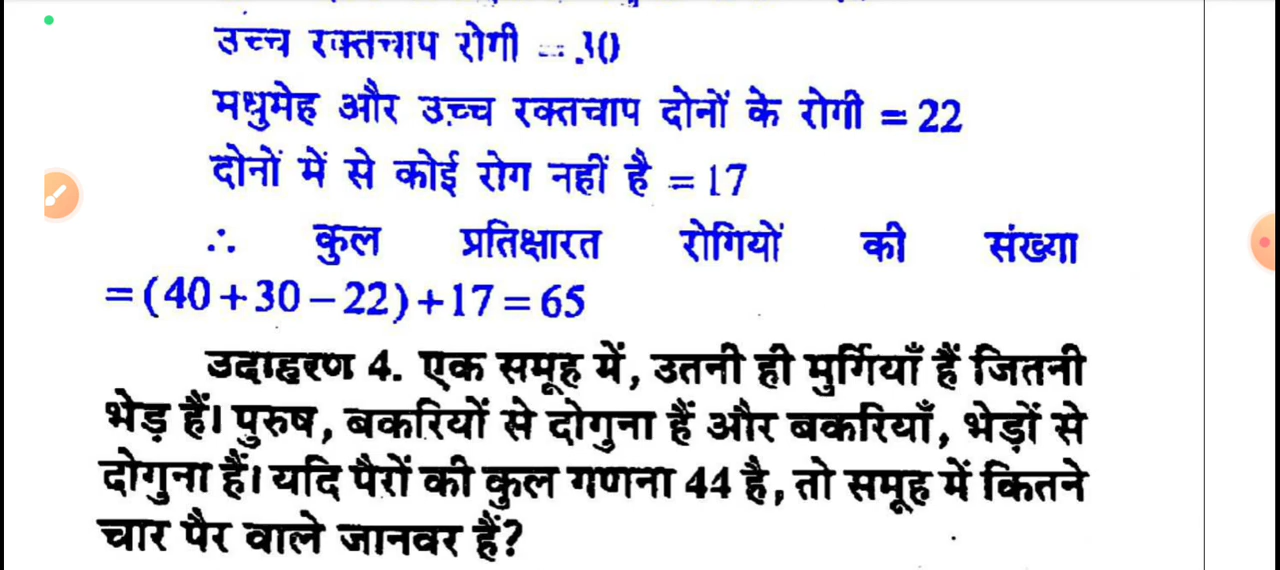 उच्च रक्तचाप रोगी = 30
मधुमेह और उच्च रक्तचाप दोनों के रोगी = 22
दोनों में से कोई रोग नहीं है = 17
∴ कुल प्रतिक्षारत रोगियों की संख्या
= (40 + 30 – 22) + 17 = 65
उदाहरण 4. एक समूह में, उतनी ही मुर्गियाँ हैं जितनी
भेड़ हैं। पुरुष, बकरियों से दोगुना हैं और बकरियाँ, भेड़ों से
दोगुना हैं। यदि पैरों की कुल गणना 44 है, तो समूह में कितने
चार पैर वाले जानवर हैं?